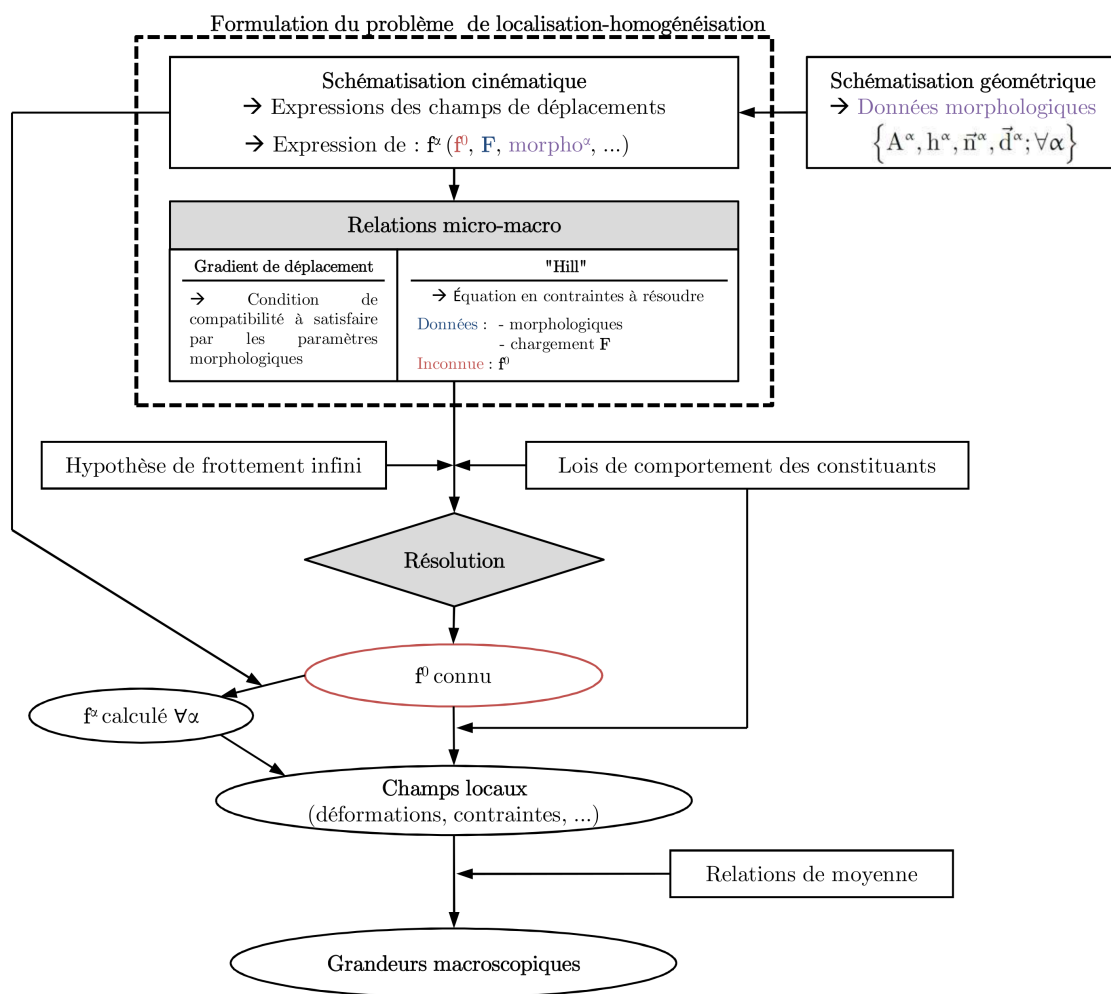 Formulation du problème de localisation-homogénéisation
Schématisation cinématique
→ Expressions des champs de déplacements
→ Expression de : f^α (f^0, F, morpho^α, ...)
Schématisation géométrique
→ Données morphologiques
{A^α, h^α, n⃗^α, d⃗^α; ∀α}
Relations micro-macro
Gradient de déplacement
→ Condition de
compatibilité à satisfaire
par les paramètres
morphologiques
"Hill"
→ Équation en contraintes à résoudre
Données : - morphologiques
- chargement F
Inconnue : f^0
Hypothèse de frottement infini
Lois de comportement des constituants
Résolution
f^0 connu
f^α calculé ∀α
Champs locaux
(déformations, contraintes, ...)
Relations de moyenne
Grandeurs macroscopiques